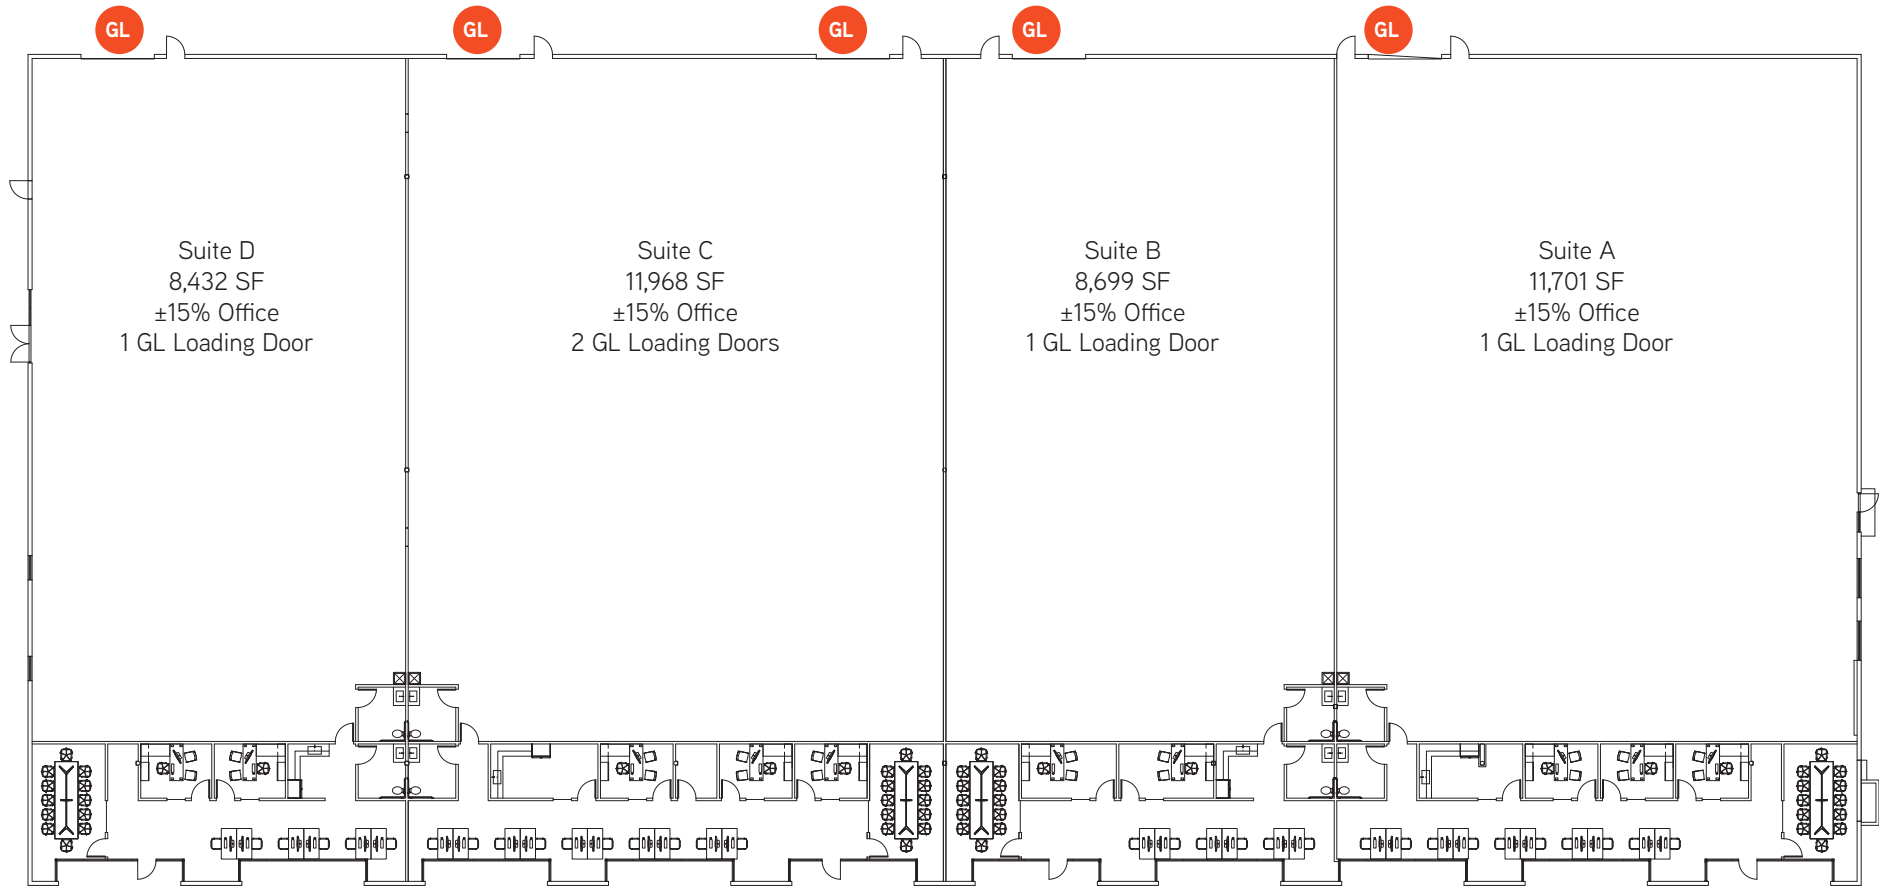 GL
GL
GL
GL
GL
Suite D
8,432 SF
±15% Office
1 GL Loading Door
Suite C
11,968 SF
±15% Office
2 GL Loading Doors
Suite B
8,699 SF
±15% Office
1 GL Loading Door
Suite A
11,701 SF
±15% Office
1 GL Loading Door